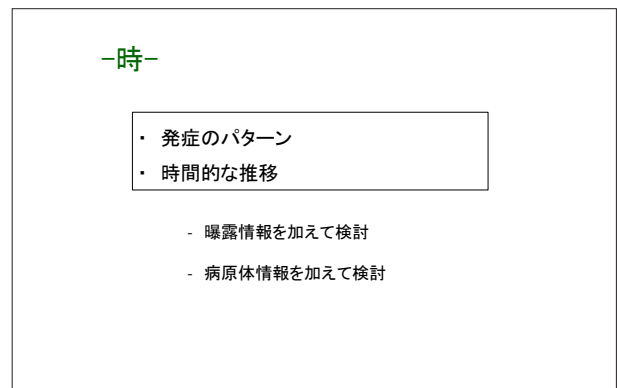 -時-
・ 発症のパターン
・ 時間的な推移
- 曝露情報を加えて検討
- 病原体情報を加えて検討